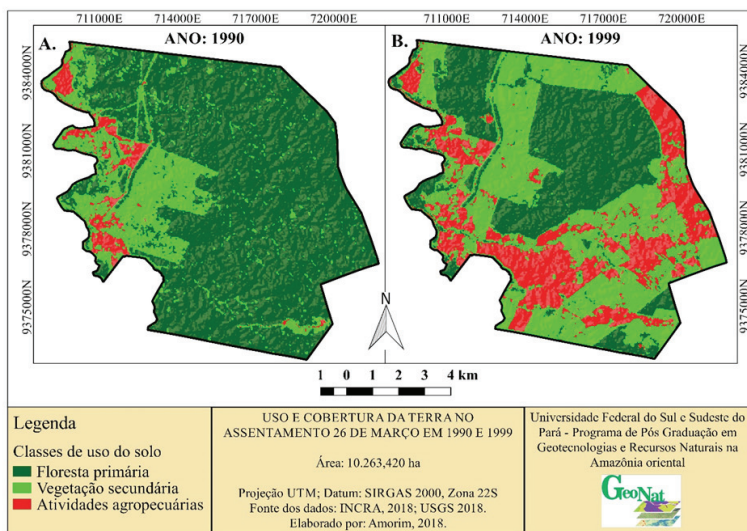 711000E 714000E 717000E 720000E 711000E 714000E 717000E 720000E
A. ANO: 1990 B. ANO: 1999
9384000N 9384000N
9381000N 9381000N
9378000N 9378000N
9375000N 9375000N
N
1 0 1 2 3 4 km
Legenda
Classes de uso do solo
Floresta primária
Vegetação secundária
Atividades agropecuárias
USO E COBERTURA DA TERRA NO
ASSENTAMENTO 26 DE MARÇO EM 1990 E 1999
Área: 10.263,420 ha
Projeção UTM; Datum: SIRGAS 2000, Zona 22S
Fonte dos dados: INCRA, 2018; USGS 2018.
Elaborado por: Amorim, 2018.
Universidade Federal do Sul e Sudeste do
Pará - Programa de Pós Graduação em
Geotecnologias e Recursos Naturais na
Amazônia oriental
GeoNat